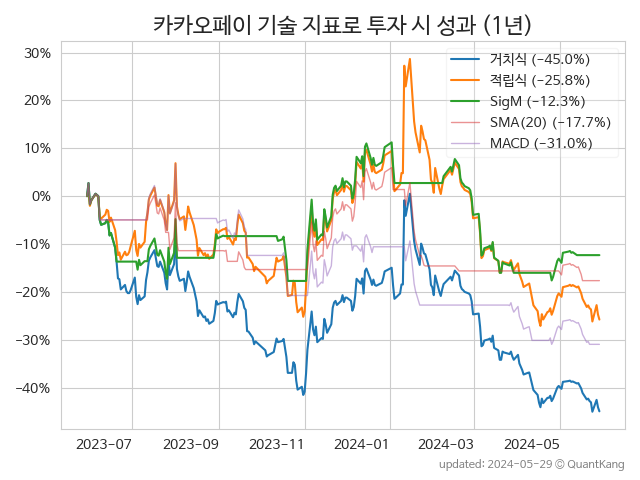 카카오페이 기술 지표로 투자 시 성과 (1년)
30%
20%
10%
0%
−10%
−20%
−30%
−40%
거치식 (−45.0%)
적립식 (−25.8%)
SigM (−12.3%)
SMA(20) (−17.7%)
MACD (−31.0%)
2023−07
2023−09
2023−11
2024−01
2024−03
2024−05
updated: 2024−05−29 © QuantKang